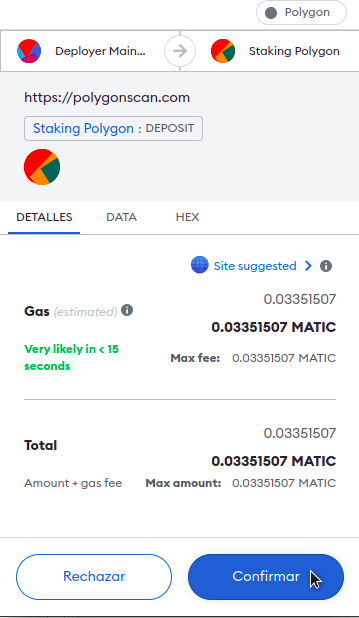 Polygon
Deployer Main...
Staking Polygon
https://polygonscan.com
Staking Polygon : DEPOSIT
DETALLES DATA HEX
Site suggested
Gas (estimated)
0.03351507
0.03351507 MATIC
Very likely in < 15 seconds
Max fee: 0.03351507 MATIC
Total
0.03351507
0.03351507 MATIC
Amount + gas fee
Max amount: 0.03351507 MATIC
Rechazar
Confirmar